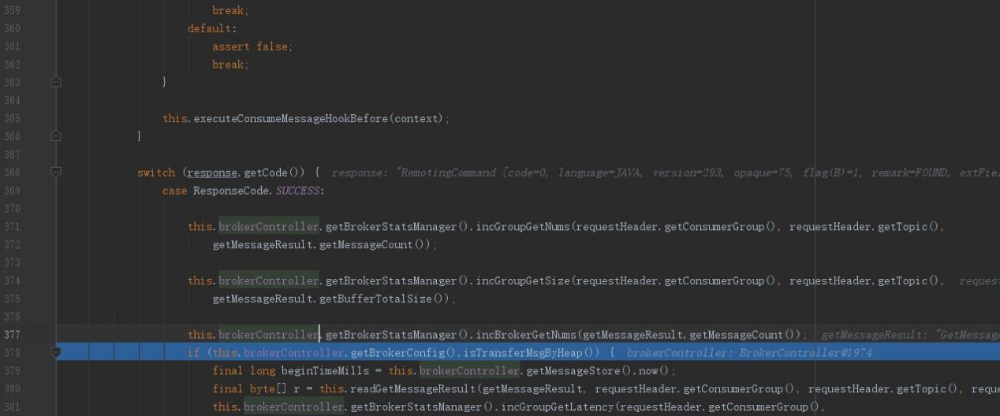 359 break;
360 default:
361 assert false;
362 break;
363 }
364
365 this.executeConsumeMessageHookBefore(context);
366 }
367
368 switch (response.getCode()) { response: "RemotingCommand [code=0, language=JAVA, version=293, opaque=75, flag(B)=1, remark=FOUND, extFiel
369 case ResponseCode.SUCCESS:
370
371 this.brokerController.getBrokerStatsManager().incGroupGetNums(requestHeader.getConsumerGroup(), requestHeader.getTopic(),
372 getMessageResult.getMessageCount());
373
374 this.brokerController.getBrokerStatsManager().incGroupGetSize(requestHeader.getConsumerGroup(), requestHeader.getTopic(), request
375 getMessageResult.getBufferTotalSize());
376
377 this.brokerController.getBrokerStatsManager().incBrokerGetNums(getMessageResult.getMessageCount()); getMessageResult: "GetMessage
378 if (this.brokerController.getBrokerConfig().isTransferMsgByHeap()) { brokerController: BrokerController@1974
379 final long beginTimeMills = this.brokerController.getMessageStore().now();
380 final byte[] r = this.readGetMessageResult(getMessageResult, requestHeader.getConsumerGroup(), requestHeader.getTopic(), reque
381 this.brokerController.getBrokerStatsManager().incGroupGetLatency(requestHeader.getConsumerGroup(),